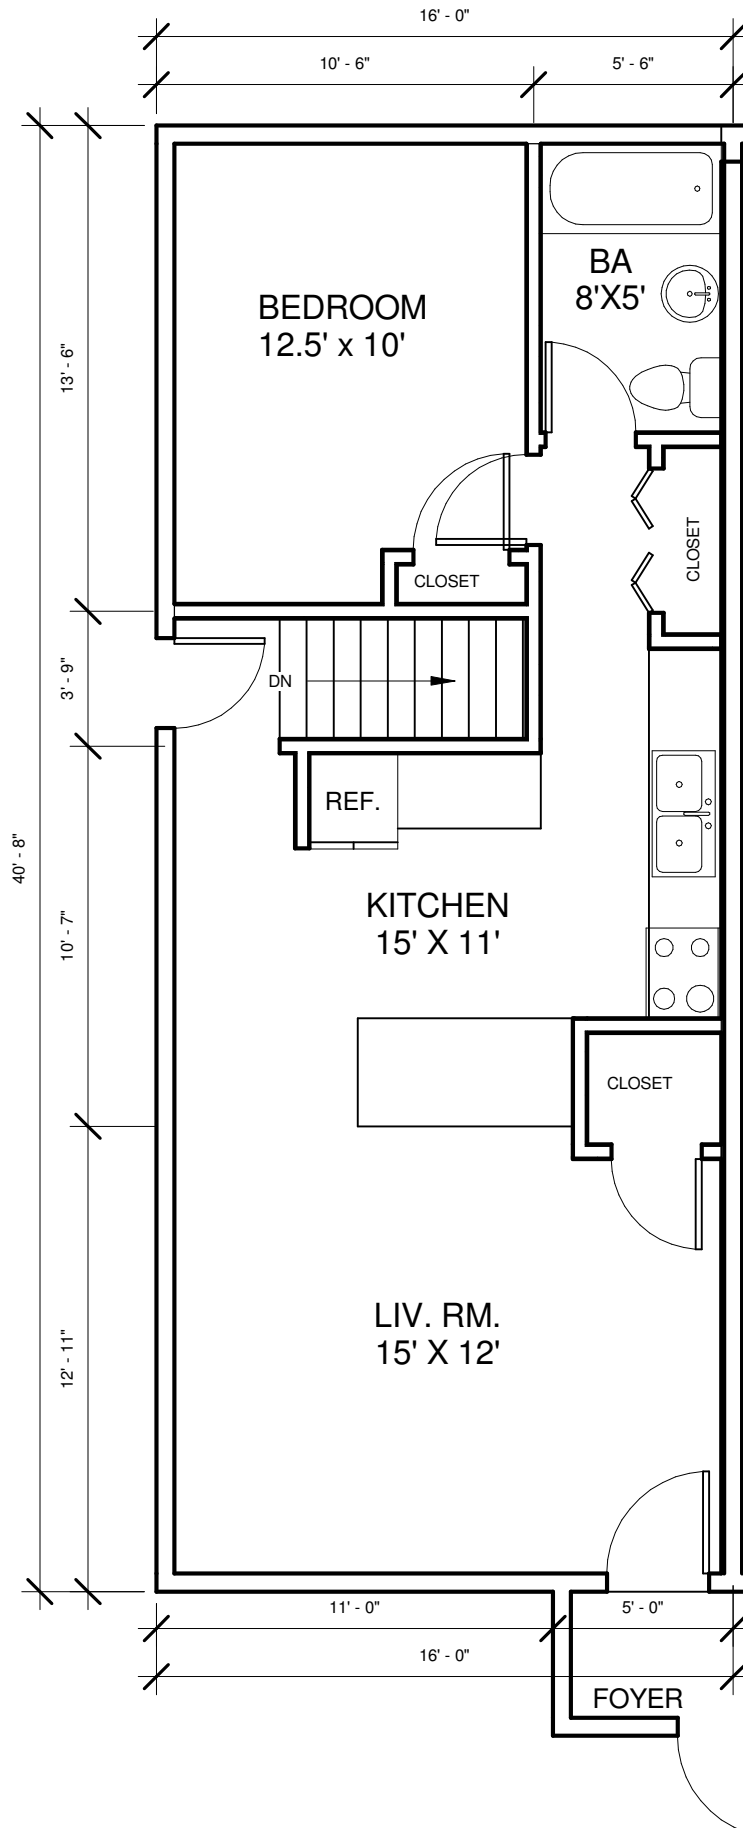 16' - 0"
10' - 6"
5' - 6"
BA
8'X5'
BEDROOM
12.5' x 10'
13' - 6"
CLOSET
CLOSET
3' - 9"
DN
REF.
40' - 8"
KITCHEN
15' X 11'
10' - 7"
CLOSET
LIV. RM.
15' X 12'
12' - 11"
11' - 0"
5' - 0"
16' - 0"
FOYER